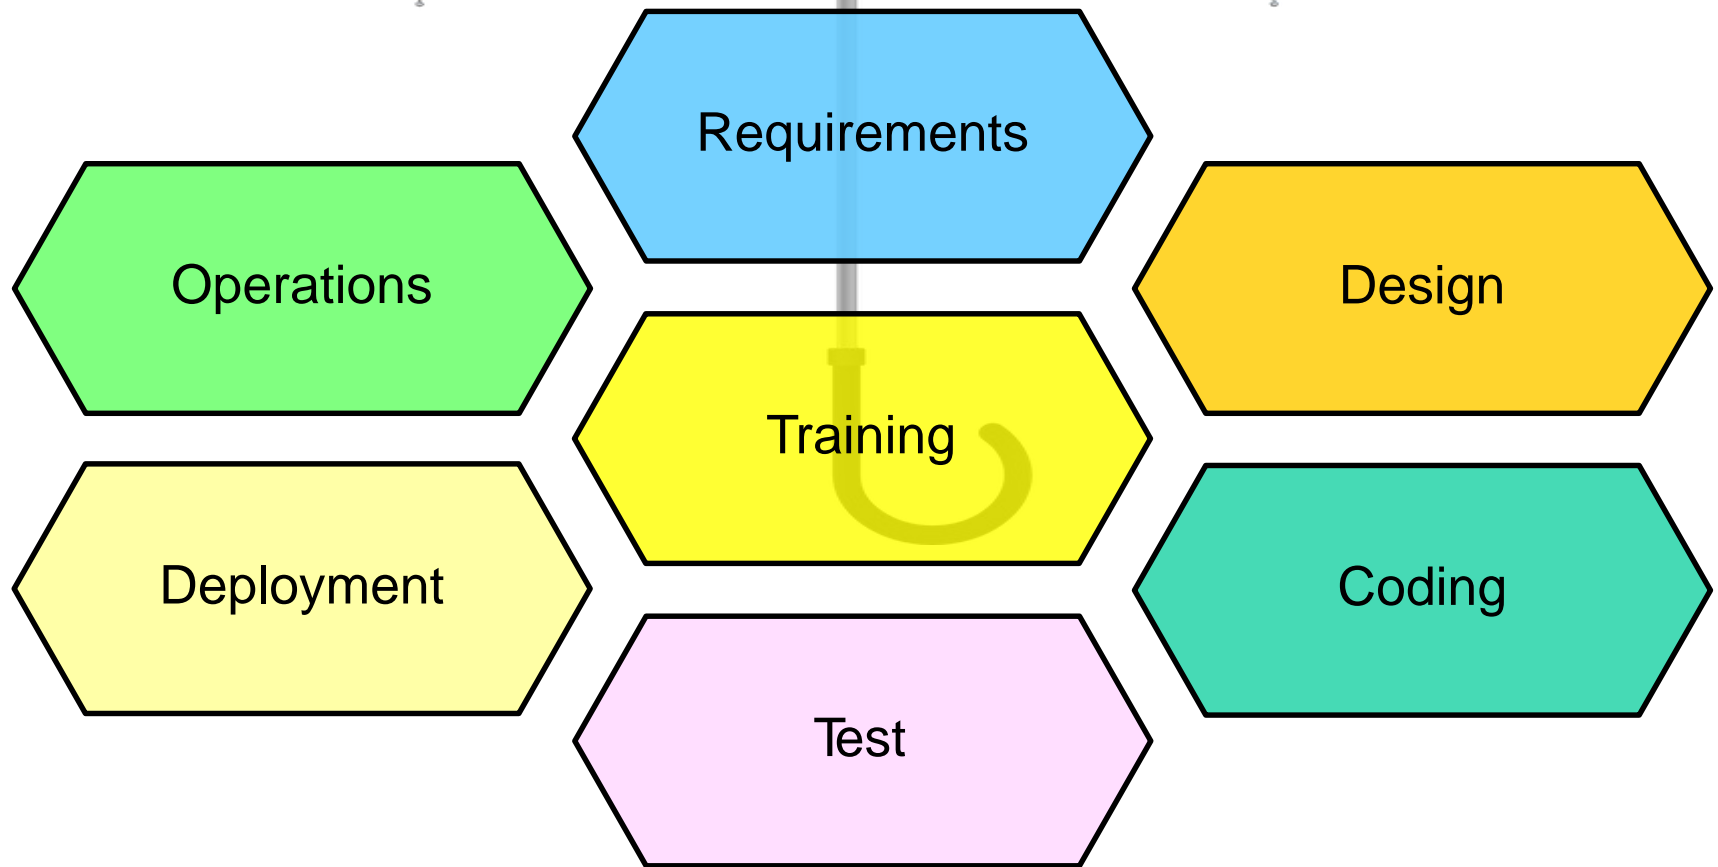 Requirements
Operations
Design
Training
Deployment
Coding
Test